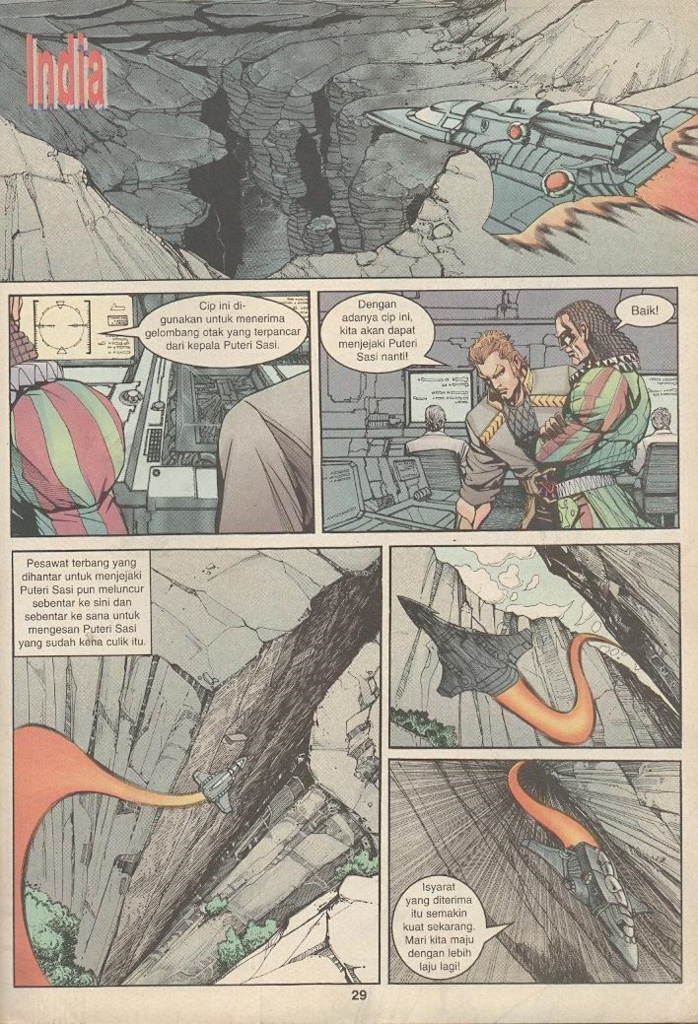 India
Cip ini di-
gunakan untuk menerima
gelombang otak yang terpancar
dari kepala Puteri Sasi.
Dengan
adanya cip ini,
kita akan dapat
menjejaki Puteri
Sasi nanti!
Baik!
Pesawat terbang yang
dihantar untuk menjejaki
Puteri Sasi pun meluncur
sebentar ke sini dan
sebentar ke sana untuk
mengesan Puteri Sasi
yang sudah kena culik itu.
Isyarat
yang diterima
itu semakin
kuat sekarang.
Mari kita maju
dengan lebih
laju lagi!
29